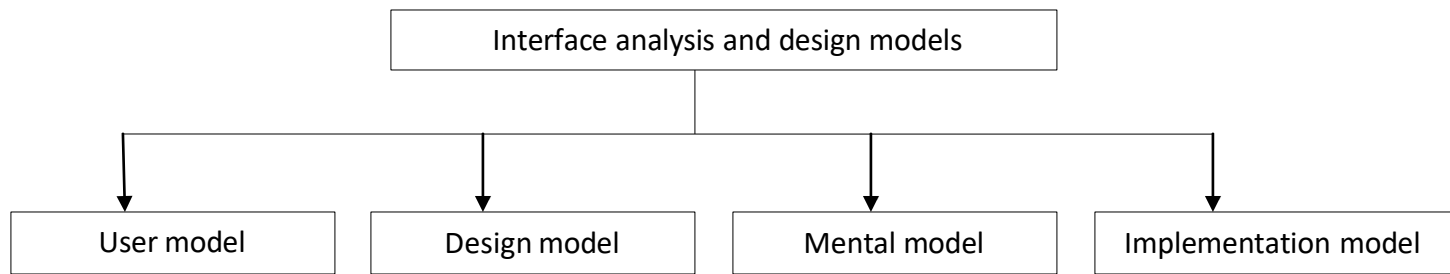 Interface analysis and design models
User model
Design model
Mental model
Implementation model